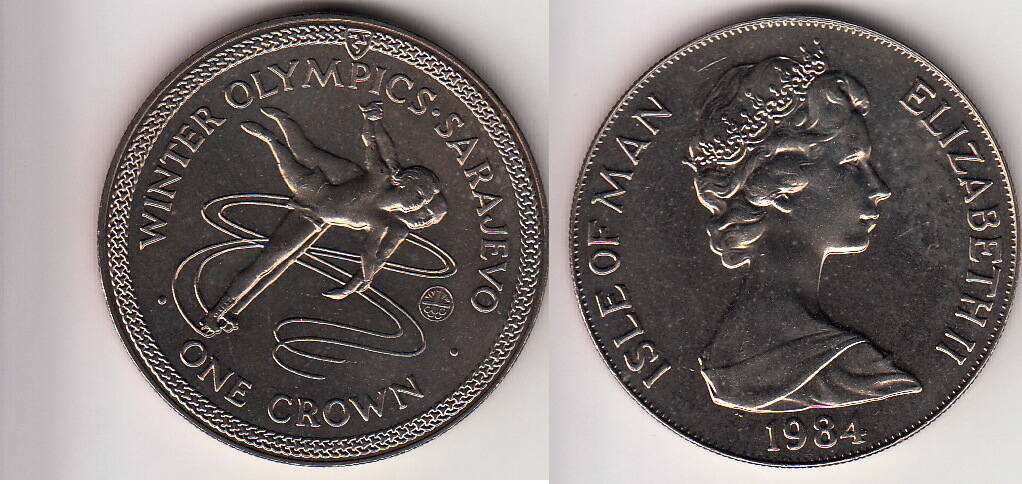 WINTER OLYMPICS·SARAJEVO
· ONE CROWN ·
ISLE OF MAN
ELIZABETH II
1984